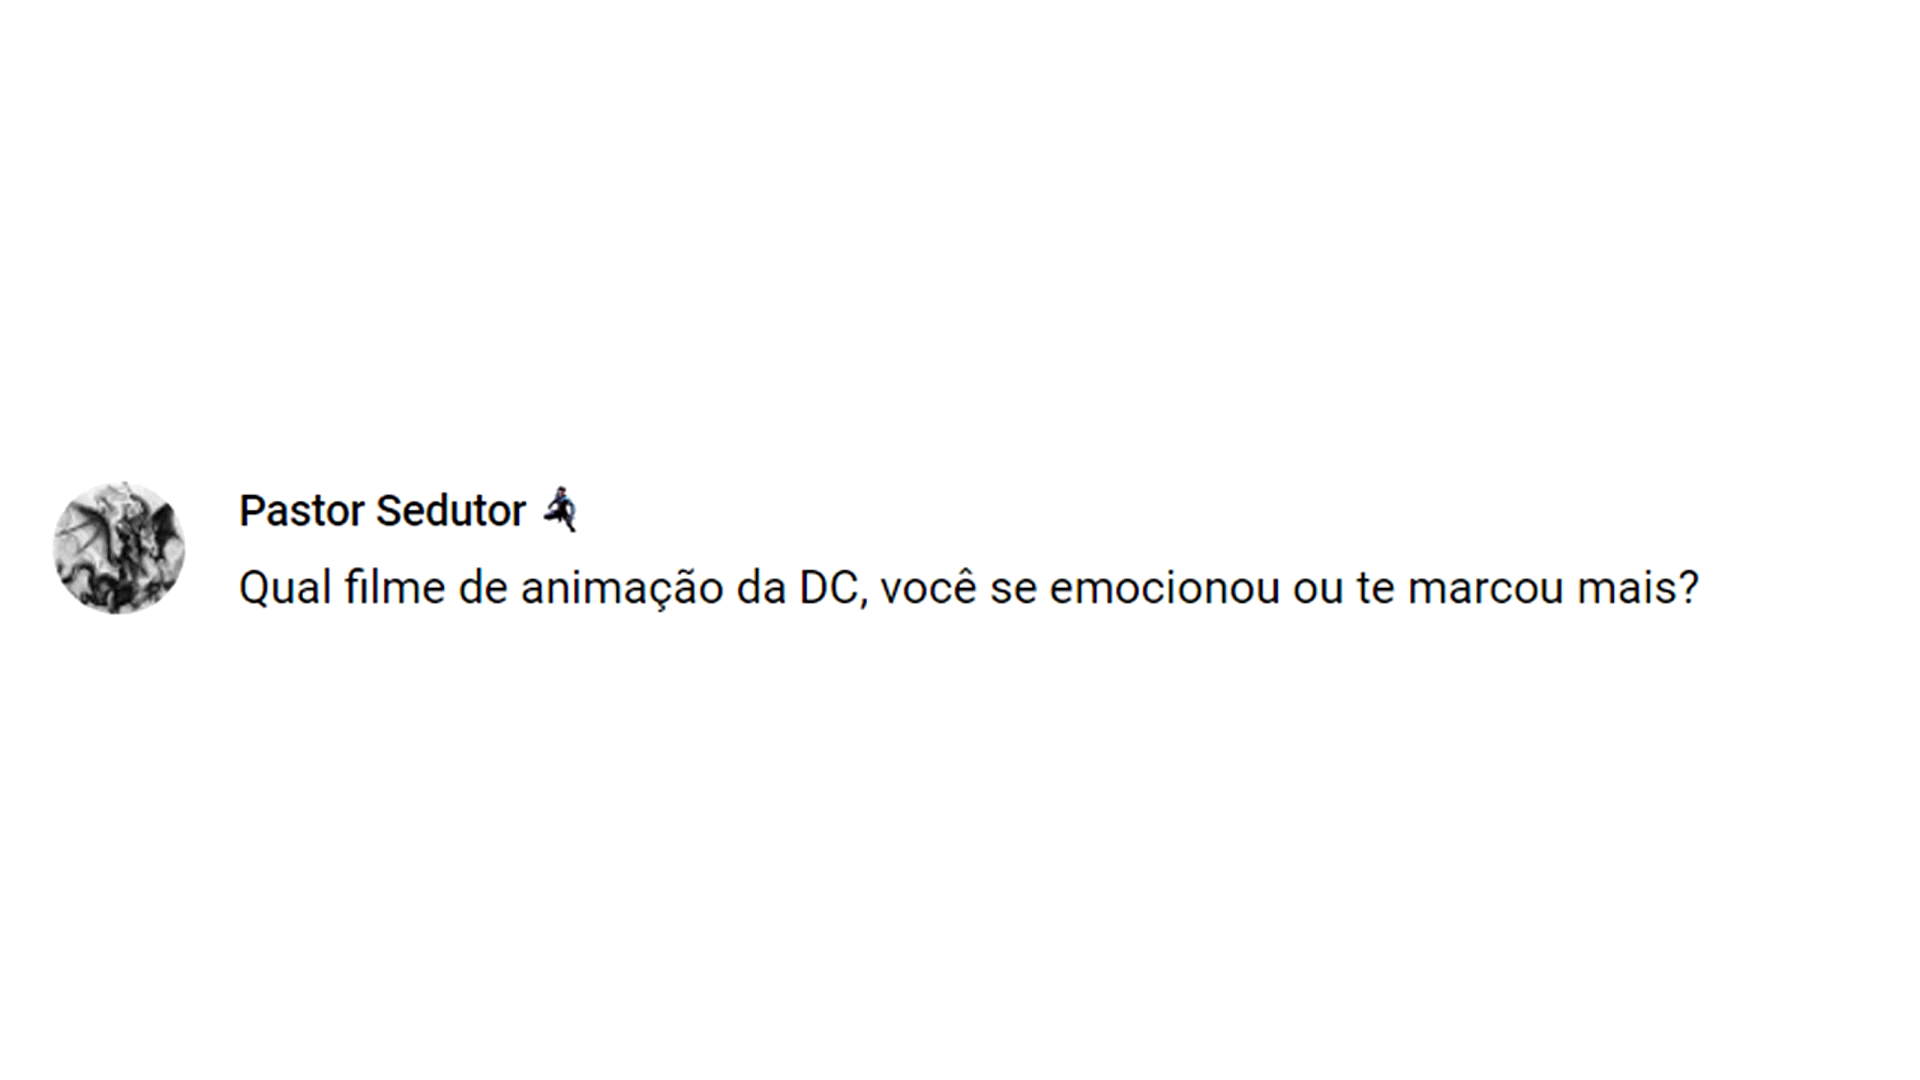 Pastor Sedutor
Qual filme de animação da DC, você se emocionou ou te marcou mais?